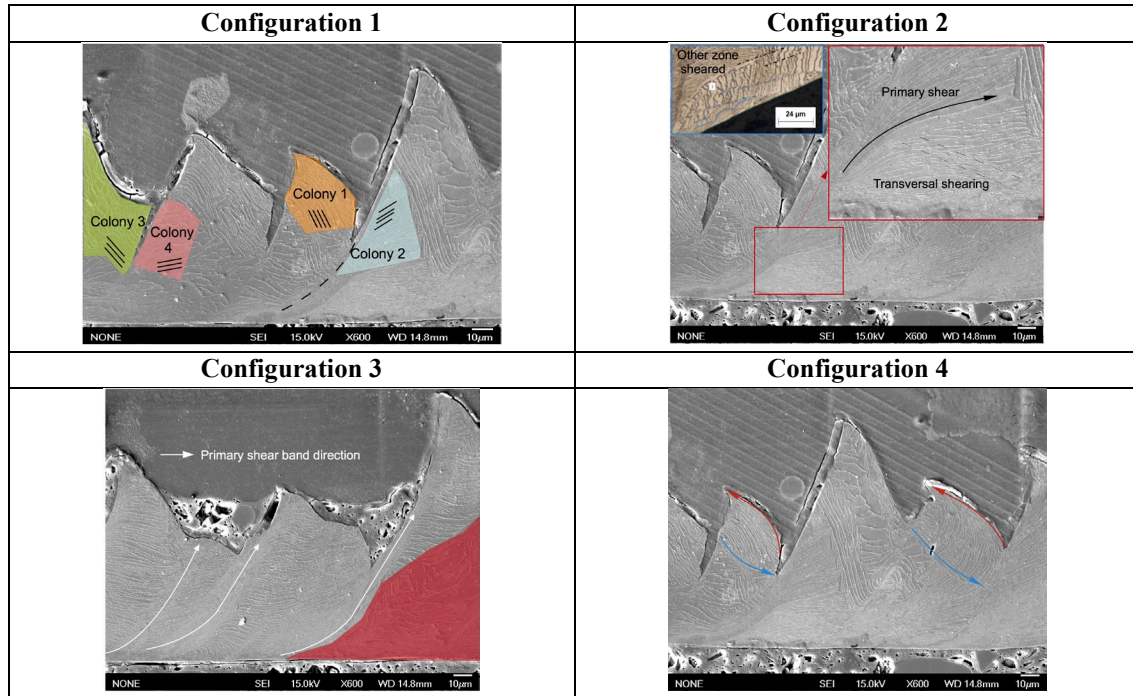 Configuration 1
Configuration 2
Colony 1
Colony 3
Colony
4
Colony 2
NONE SEI 15.0kV X600 WD 14.8mm 10µm
Other zone
sheared
1
24 µm
Primary shear
Transversal shearing
NONE SEI 15.0kV X600 WD 14.8mm 10µm
Configuration 3
Configuration 4
Primary shear band direction
NONE SEI 15.0kV X600 WD 14.8mm 10µm
NONE SEI 15.0kV X600 WD 14.8mm 10µm